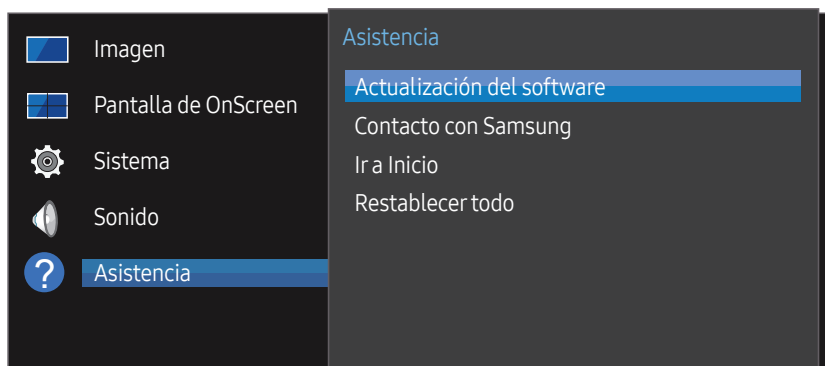 Imagen
Pantalla de OnScreen
Sistema
Sonido
Asistencia
Asistencia
Actualización del software
Contacto con Samsung
Ir a Inicio
Restablecer todo